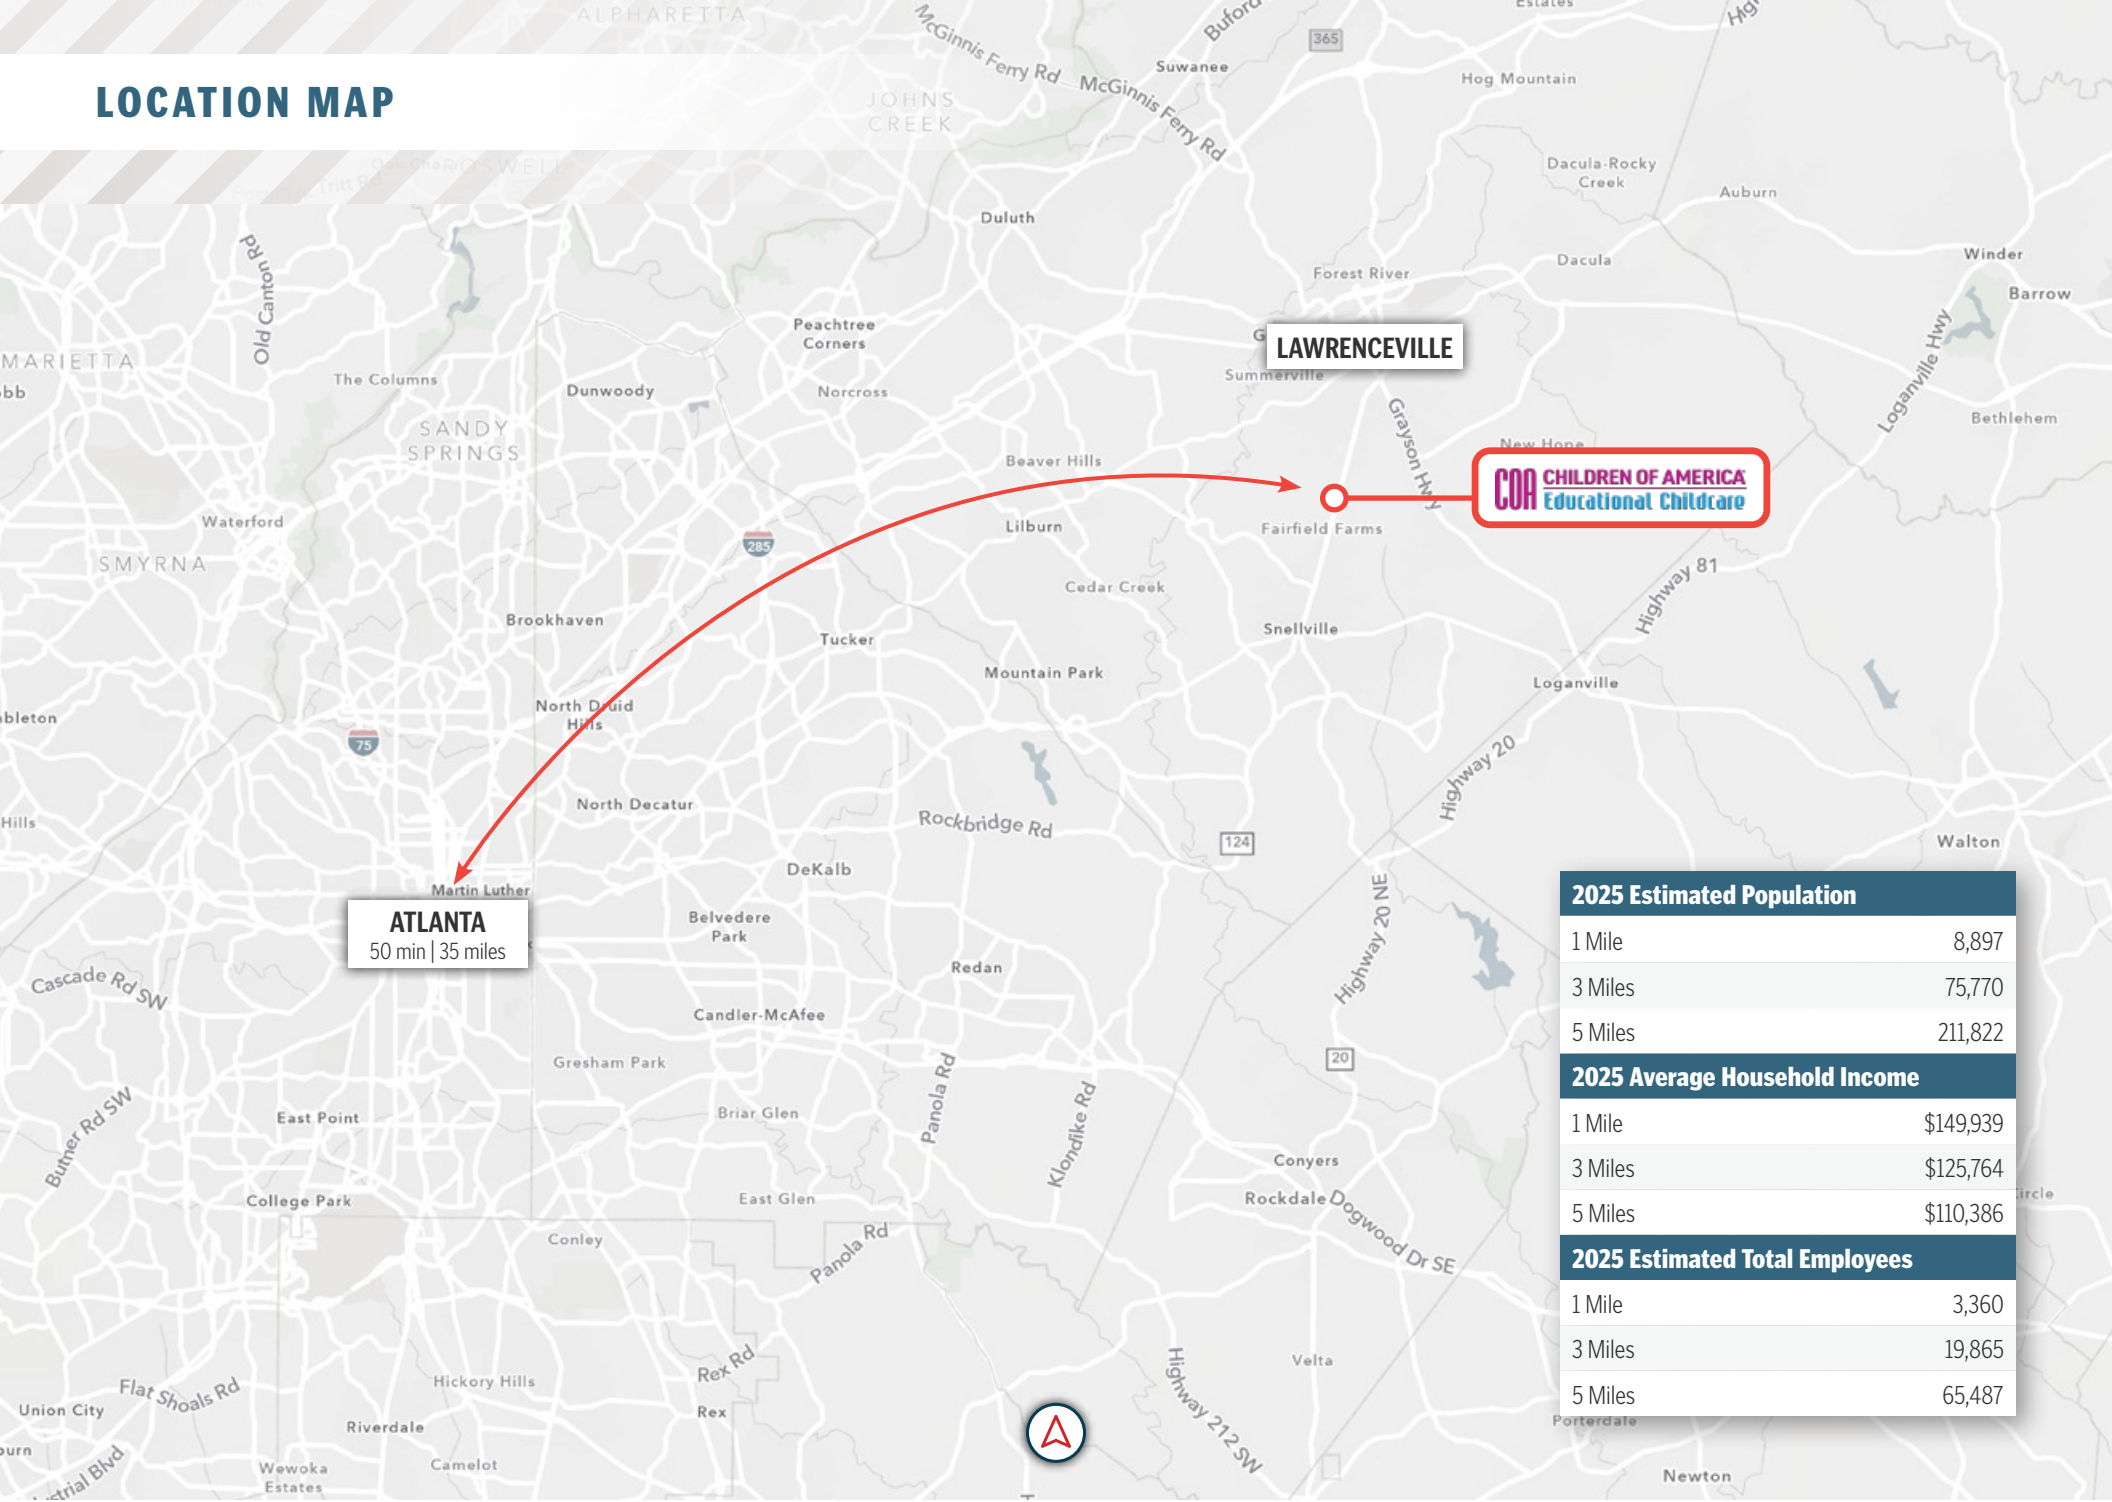 LOCATION MAP
ALPHARETTA
McGinnis Ferry Rd
McGinnis Ferry Rd
Buford
365
Suwanee
Estates
Hog Mountain
JOHNS
CREEK
ROSWELL
Tritt Rd
Dacula-Rocky
Creek
Auburn
Duluth
Old Canton Rd
Forest River
Dacula
Winder
Barrow
Peachtree
Corners
MARIETTA
LAWRENCEVILLE
Summerville
The Columns
Dunwoody
Norcross
Loganville Hwy
Bethlehem
SANDY
SPRINGS
Grayson Hwy
New Hope
Beaver Hills
COA CHILDREN OF AMERICA
Educational Childcare
Waterford
285
Lilburn
Fairfield Farms
SMYRNA
Cedar Creek
Highway 81
Brookhaven
Tucker
Snellville
Mountain Park
Loganville
North Druid
Hills
bleton
75
Highway 20
North Decatur
Hills
Rockbridge Rd
124
Walton
DeKalb
Martin Luther
ATLANTA
50 min | 35 miles
Belvedere
Park
Highway 20 NE
Redan
Cascade Rd SW
Candler-McAfee
Gresham Park
20
Panola Rd
Klondike Rd
Butner Rd SW
East Point
Briar Glen
Conyers
College Park
East Glen
Rockdale
Dogwood Dr SE
Conley
Panola Rd
ircle
2025 Estimated Population
1 Mile 8,897
3 Miles 75,770
5 Miles 211,822
2025 Average Household Income
1 Mile $149,939
3 Miles $125,764
5 Miles $110,386
2025 Estimated Total Employees
1 Mile 3,360
3 Miles 19,865
5 Miles 65,487
Porterdale
Rex Rd
Velta
Highway 212 SW
Hickory Hills
Flat Shoals Rd
Union City
Rex
Riverdale
Wewoka
Estates
Camelot
strial Blvd
Newton